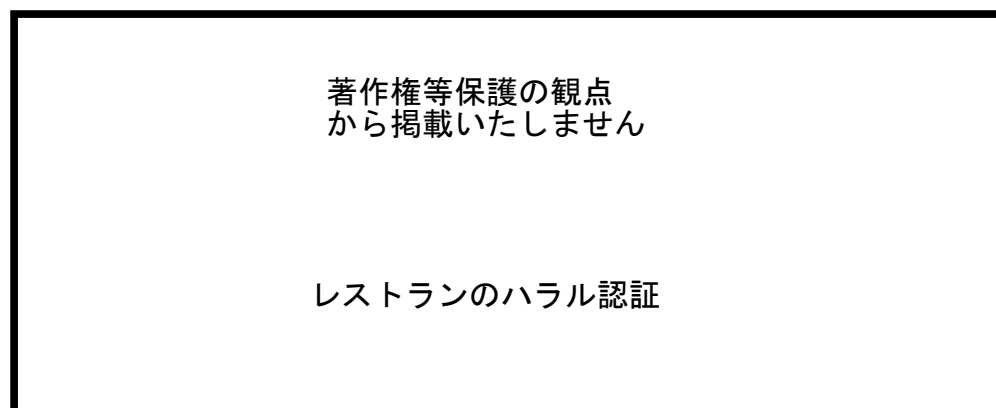 著作権等保護の観点
から掲載いたしません
レストランのハラル認証